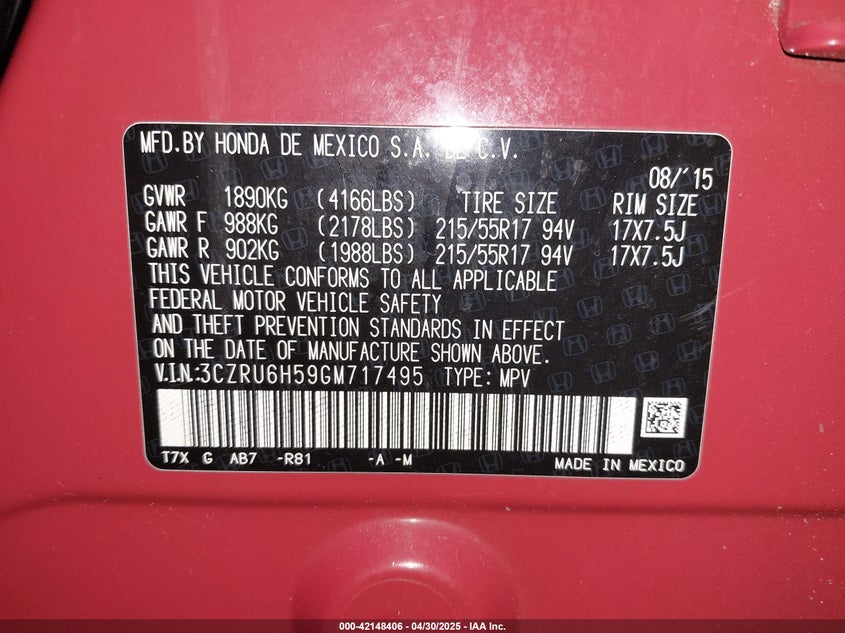 MFD.BY HONDA DE MEXICO S.A. DE C.V.
08/'15
GVWR 1890KG (4166LBS) TIRE SIZE RIM SIZE
GAWR F 988KG (2178LBS) 215/55R17 94V 17X7.5J
GAWR R 902KG (1988LBS) 215/55R17 94V 17X7.5J
THIS VEHICLE CONFORMS TO ALL APPLICABLE
FEDERAL MOTOR VEHICLE SAFETY
AND THEFT PREVENTION STANDARDS IN EFFECT
ON THE DATE OF MANUFACTURE SHOWN ABOVE.
V.I.N:3CZRU6H59GM717495 TYPE: MPV
T7X G AB7 -R81 -A -M MADE IN MEXICO
000-42148406 - 04/30/2025 - IAA Inc.